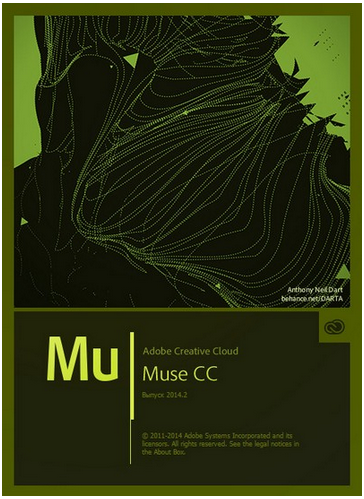 Anthony Neil Dart
behance.net/DARTA
Mu
Adobe Creative Cloud
Muse CC
Выпуск 2014.2
© 2011-2014 Adobe Systems Incorporated and its
licensors. All rights reserved. See the legal notices in
the About Box.